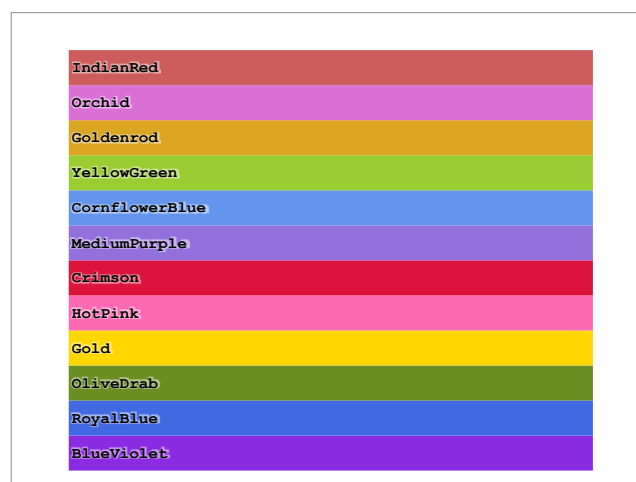 IndianRed
Orchid
Goldenrod
YellowGreen
CornflowerBlue
MediumPurple
Crimson
HotPink
Gold
OliveDrab
RoyalBlue
BlueViolet